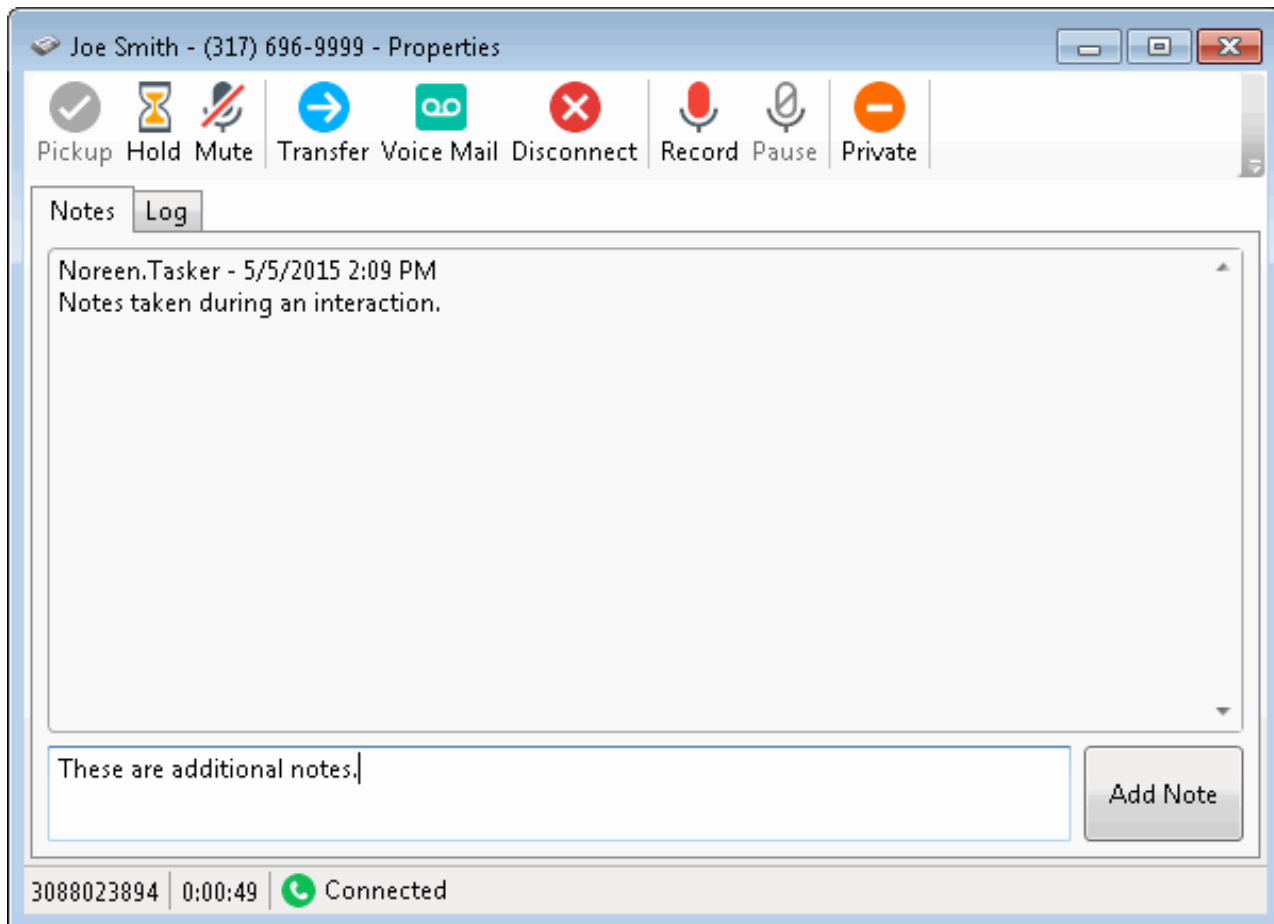 Joe Smith - (317) 696-9999 - Properties
Pickup Hold Mute Transfer Voice Mail Disconnect Record Pause Private
Notes Log
Noreen.Tasker - 5/5/2015 2:09 PM
Notes taken during an interaction.
These are additional notes.
Add Note
3088023894 0:00:49 Connected